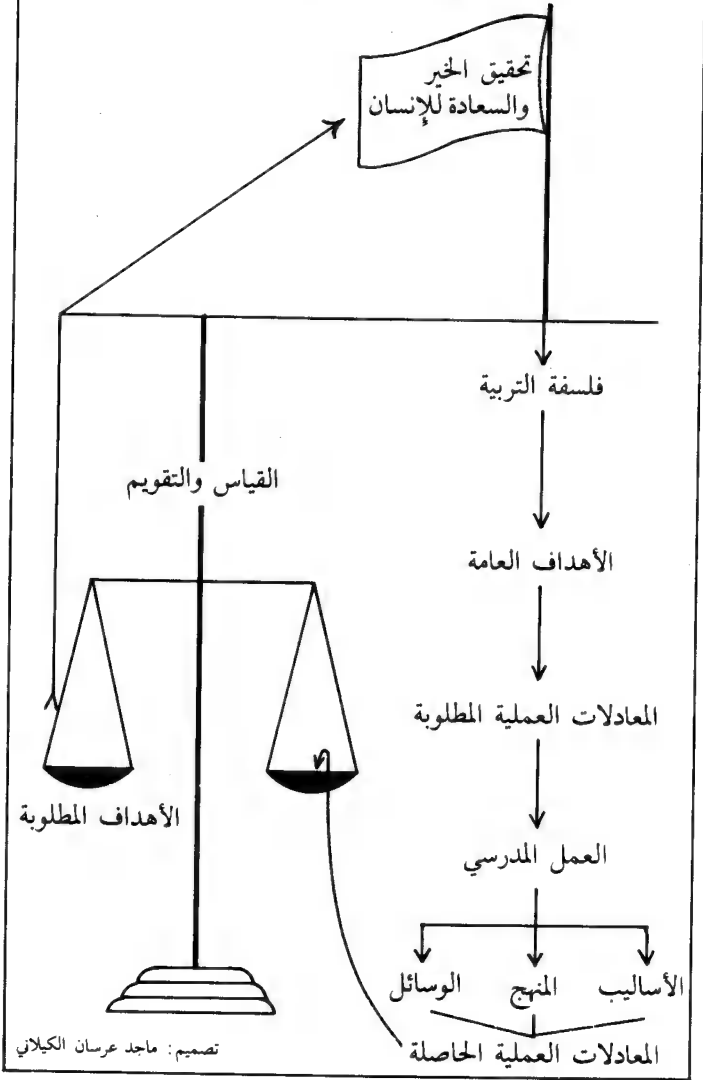 تحقيق الخير
والسعادة للإنسان
فلسفة التربية
القياس والتقويم
الأهداف العامة
المعادلات العملية المطلوبة
الأهداف المطلوبة
العمل المدرسي
الأساليب المنهج الوسائل
المعادلات العملية الحاصلة
تصميم: ماجد عرسان الكيلاني